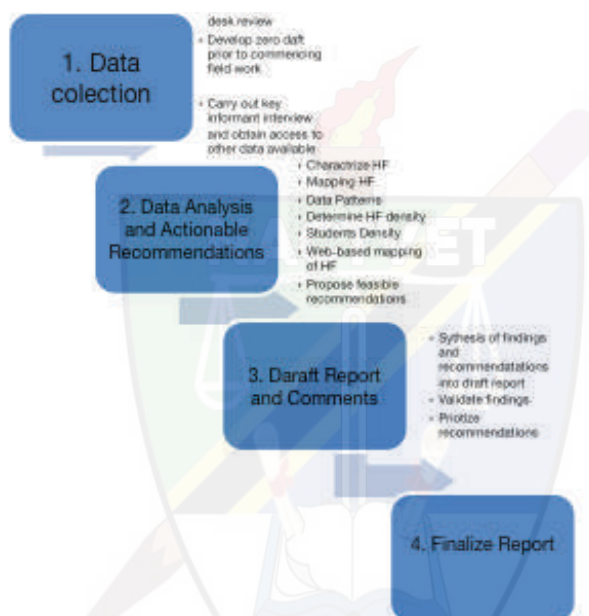 desk review
• Develop zero daft
prior to commencing
field work
1. Data
colection
• Carry out key
informant interview
and obtain access to
other data available
• Charactrize HF
• Mapping HF
• Data Patterns
• Determine HF density
• Students Density
• Web-based mapping
of HF
• Propose feasible
recommendations
2. Data Analysis
and Actionable
Recommendations
• Sythesis of findings
and
recommendatations
into draft report
• Validate findings
• Priotize
recommendations
3. Daraft Report
and Comments
4. Finalize Report